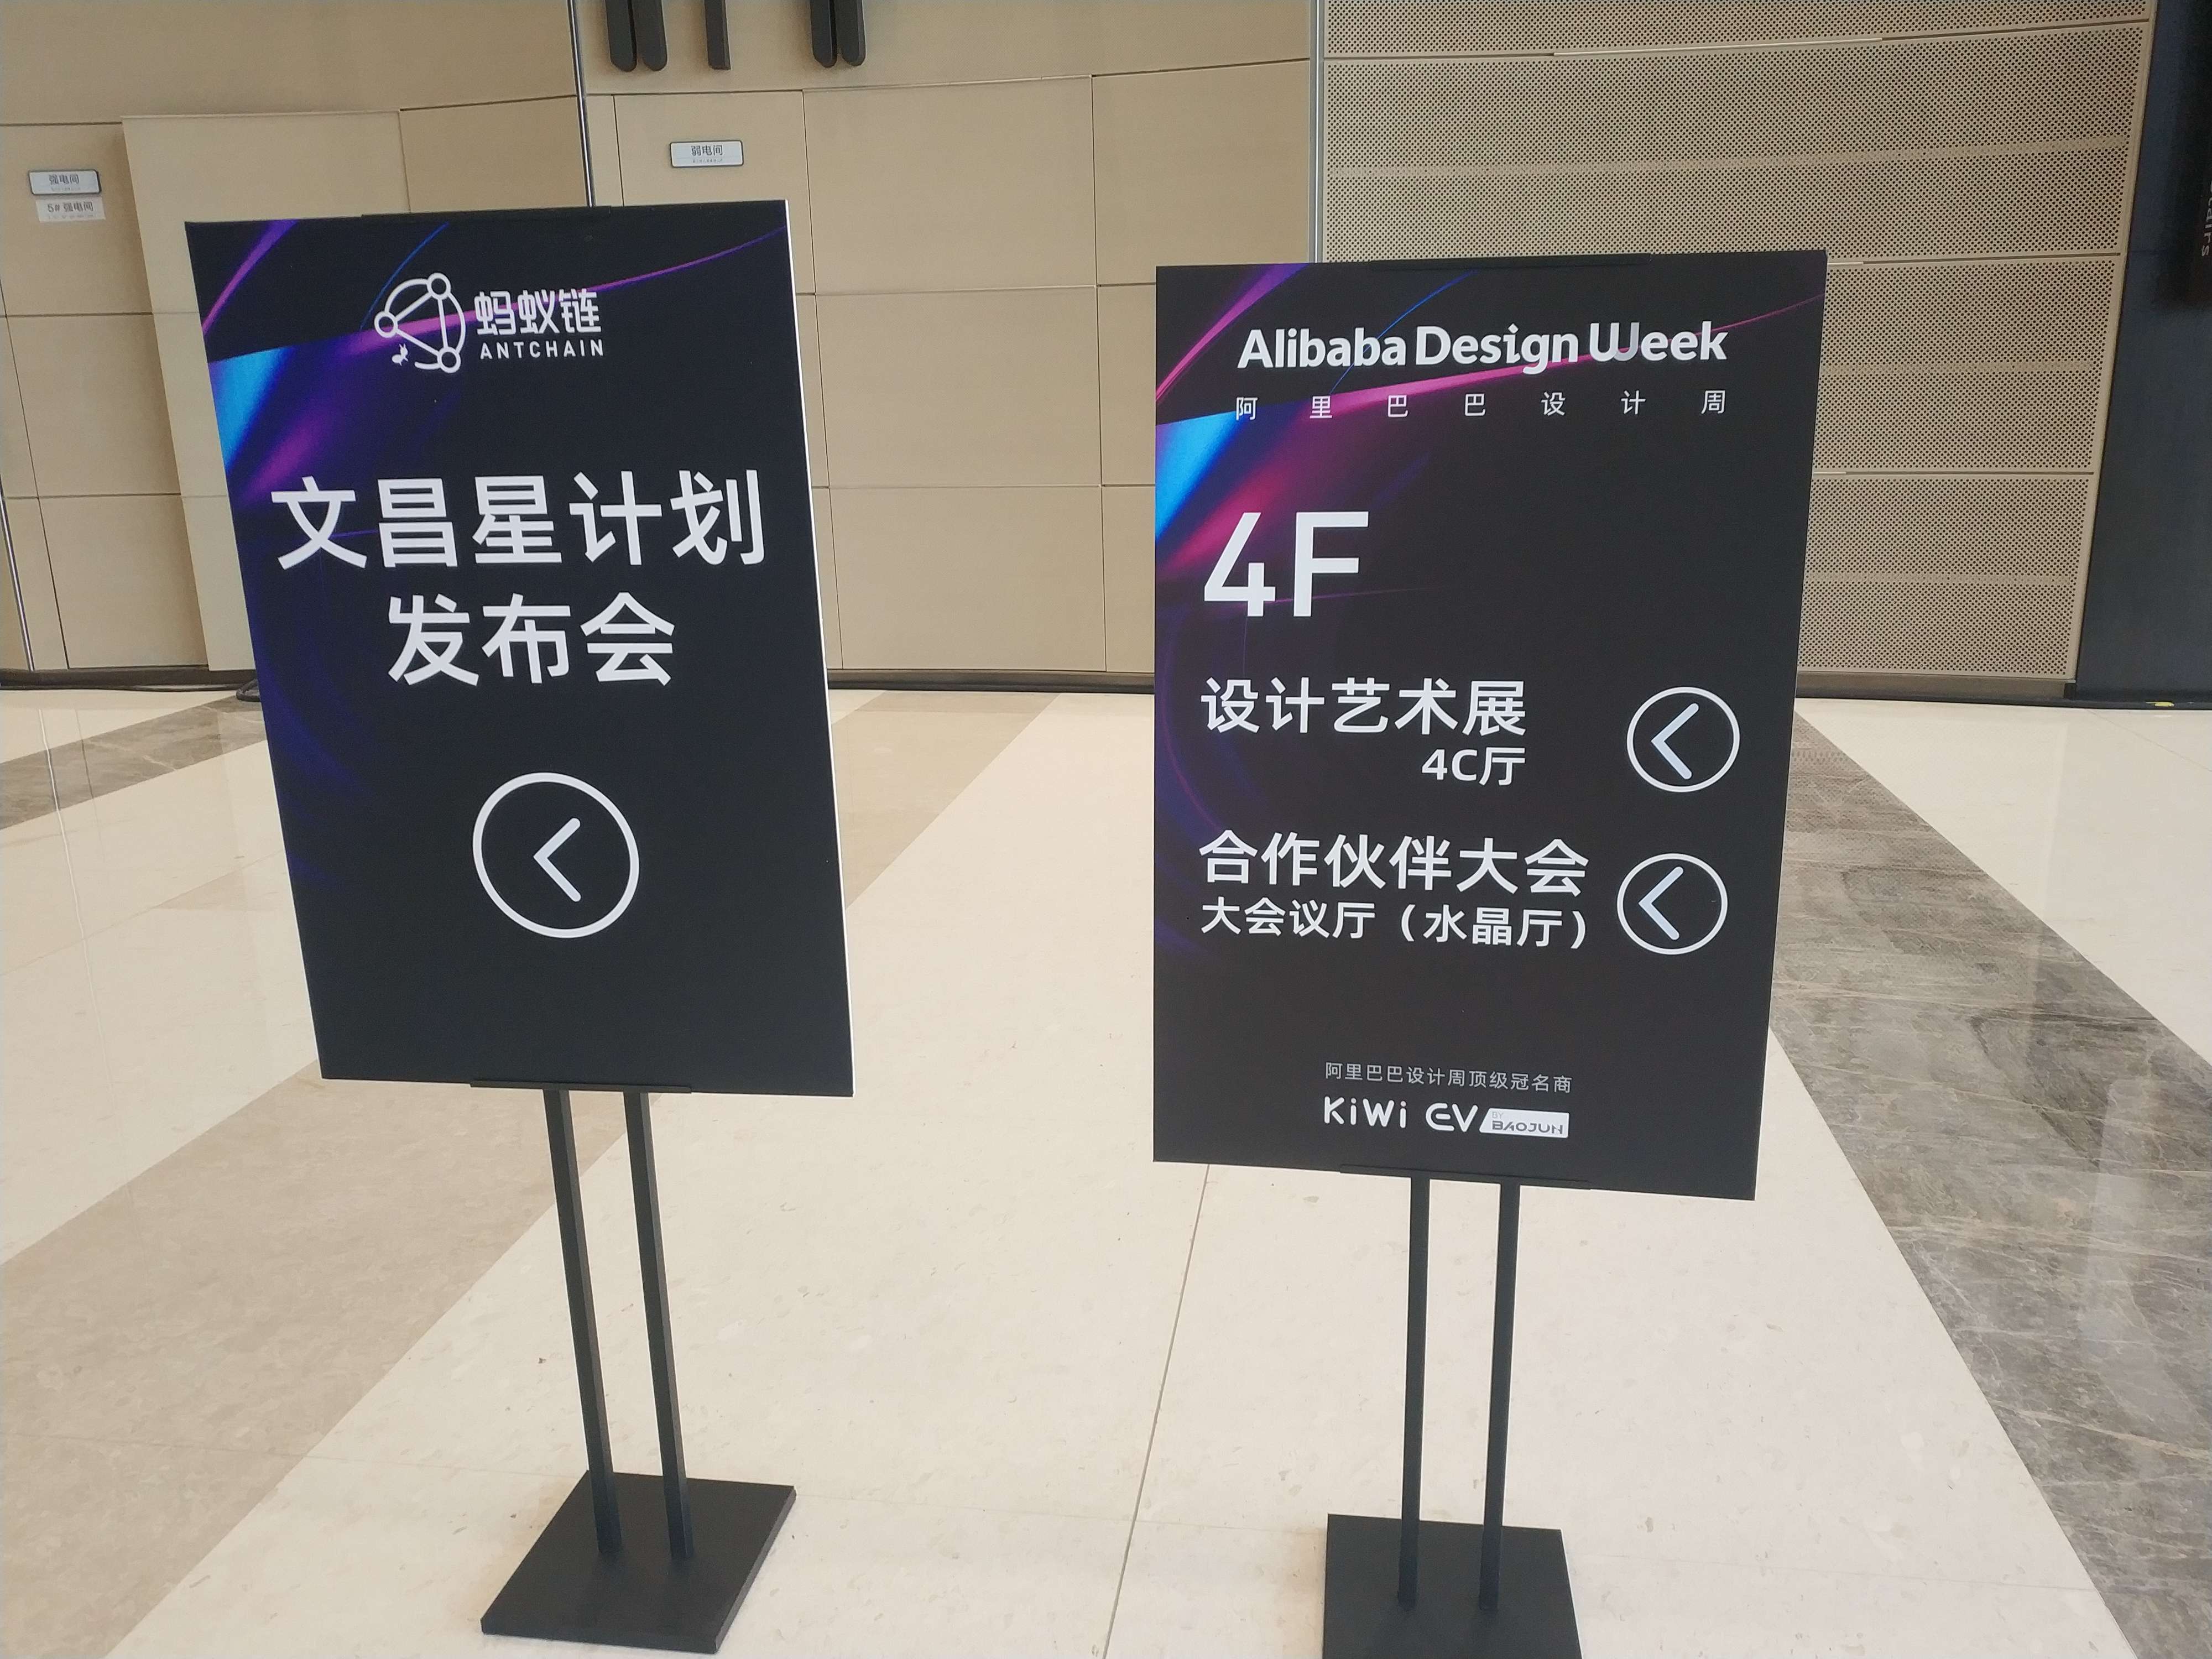 强电间
5# 强电间
弱电间
蚂蚁链
ANTCHAIN
文昌星计划
发布会
Alibaba Design Week
阿里巴巴设计周
4F
设计艺术展
4C厅
合作伙伴大会
大会议厅（水晶厅）
阿里巴巴设计周顶级冠名商
KiWi EV BY BAOJUN